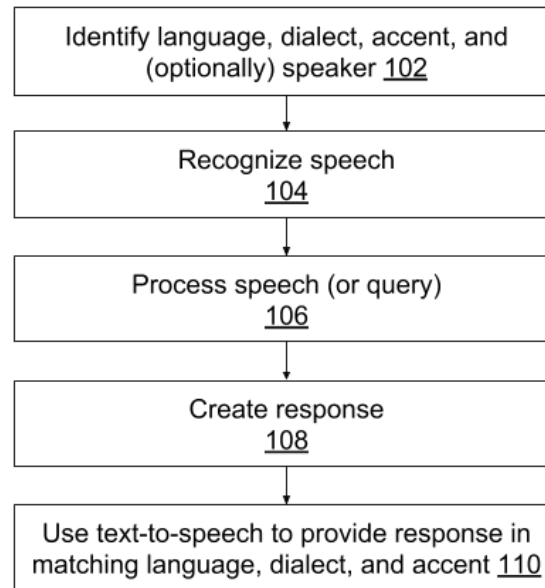 Identify language, dialect, accent, and
(optionally) speaker 102
Recognize speech
104
Process speech (or query)
106
Create response
108
Use text-to-speech to provide response in
matching language, dialect, and accent 110